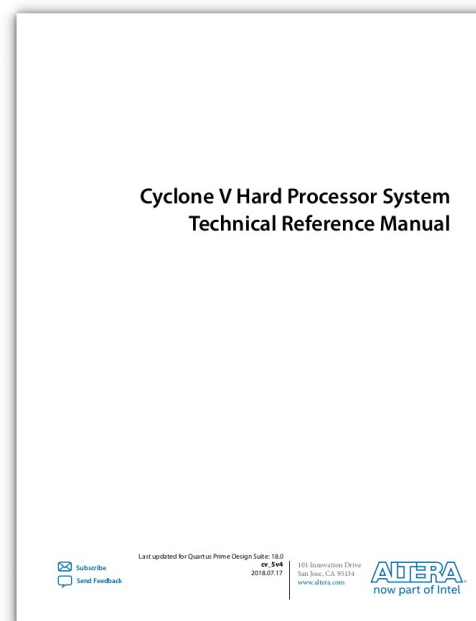 Cyclone V Hard Processor System
Technical Reference Manual
Last updated for Quartus Prime Design Suite: 18.0
Subscribe
Send Feedback
cv_5v4
2018.07.17
101 Innovation Drive
San Jose, CA 95134
www.altera.com
ALTERA
now part of Intel